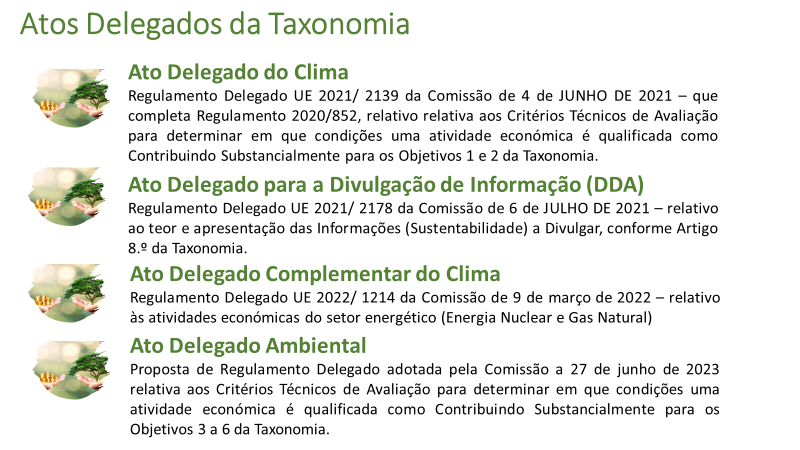 Atos Delegados da Taxonomia
Ato Delegado do Clima
Regulamento Delegado UE 2021/ 2139 da Comissão de 4 de JUNHO DE 2021 – que
completa Regulamento 2020/852, relativo relativa aos Critérios Técnicos de Avaliação
para determinar em que condições uma atividade económica é qualificada como
Contribuindo Substancialmente para os Objetivos 1 e 2 da Taxonomia.
Ato Delegado para a Divulgação de Informação (DDA)
Regulamento Delegado UE 2021/ 2178 da Comissão de 6 de JULHO DE 2021 – relativo
ao teor e apresentação das Informações (Sustentabilidade) a Divulgar, conforme Artigo
8.º da Taxonomia.
Ato Delegado Complementar do Clima
Regulamento Delegado UE 2022/ 1214 da Comissão de 9 de março de 2022 – relativo
às atividades económicas do setor energético (Energia Nuclear e Gas Natural)
Ato Delegado Ambiental
Proposta de Regulamento Delegado adotada pela Comissão a 27 de junho de 2023
relativa aos Critérios Técnicos de Avaliação para determinar em que condições uma
atividade económica é qualificada como Contribuindo Substancialmente para os
Objetivos 3 a 6 da Taxonomia.